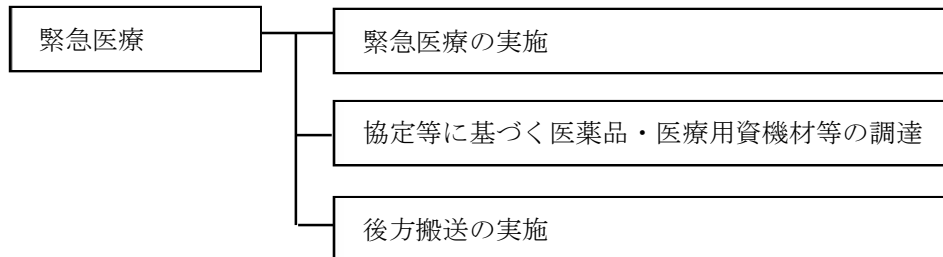 緊急医療
緊急医療の実施
協定等に基づく医薬品・医療用資機材等の調達
後方搬送の実施